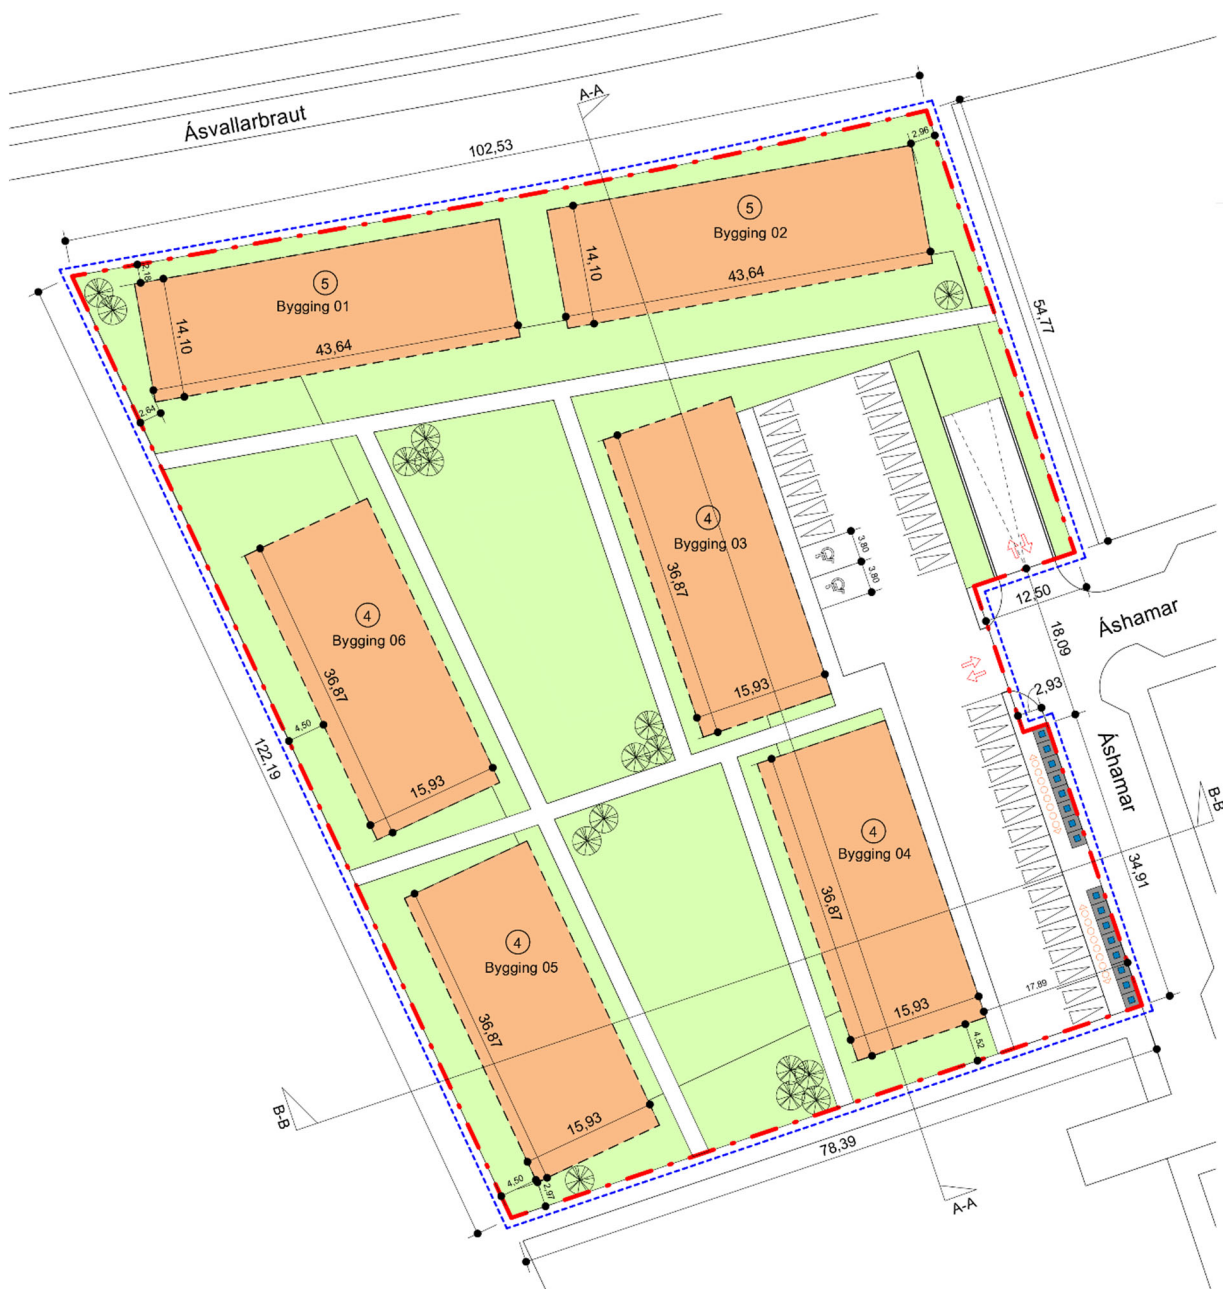 A-A
Ásvallarbraut
102,53
2,96
5
Bygging 02
14,10
43,64
2,18
5
Bygging 01
14,10
43,64
54,77
2,64
4
Bygging 03
3,80
3,80
36,87
15,93
12,50
18,09
Áshamar
2,93
4
Bygging 06
36,87
4,50
15,93
122,19
Áshamar
B-B
34,91
4
Bygging 04
36,87
15,93
17,89
4,52
4
Bygging 05
36,87
15,93
4,50
2,97
B-B
78,39
A-A